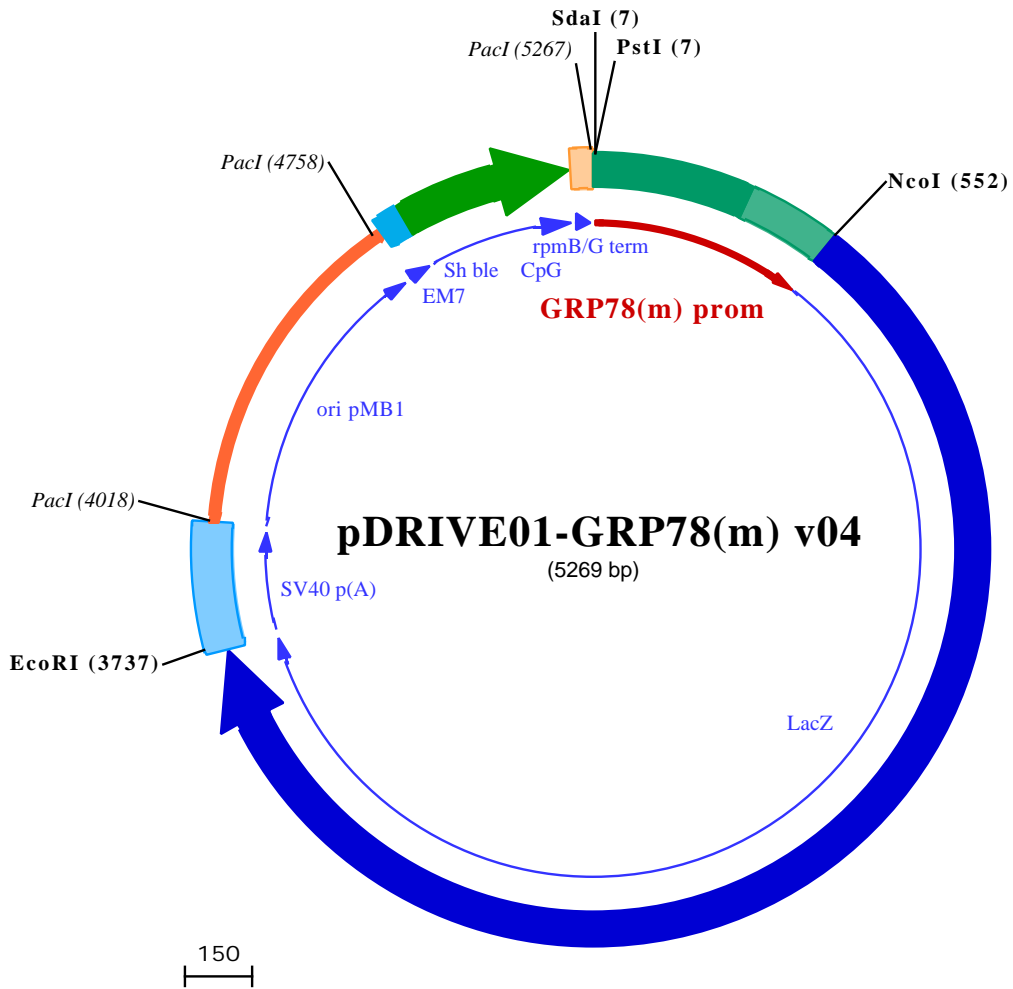 SdaI (7)
PacI (5267)
PstI (7)
PacI (4758)
NcoI (552)
rpmB/G term
Sh ble CpG
EM7
GRP78(m) prom
ori pMB1
PacI (4018)
pDRIVE01-GRP78(m) v04
(5269 bp)
SV40 p(A)
EcoRI (3737)
LacZ
150